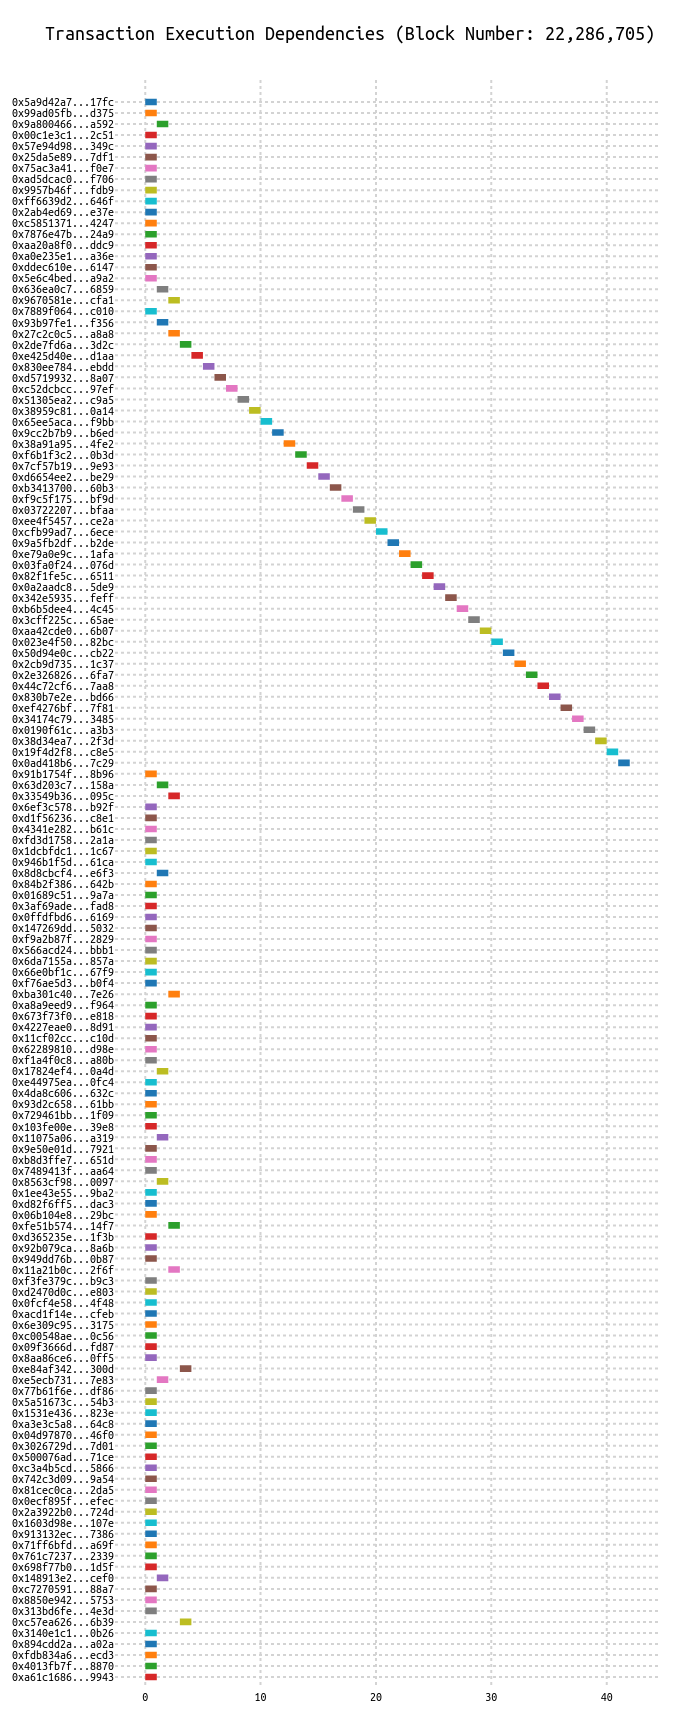 Transaction Execution Dependencies (Block Number: 22,286,705)
0x5a9d42a7...17fc
0x99ad05fb...d375
0x9a800466...a592
0x00c1e3c1...2c51
0x57e94d98...349c
0x25da5e89...7df1
0x75ac3a41...f0e7
0xad5dcac0...f706
0x9957b46f...fdb9
0xff6639d2...646f
0x2ab4ed69...e37e
0xc5851371...4247
0x7876e47b...24a9
0xaa20a8f0...ddc9
0xa0e235e1...a36e
0xddec610e...6147
0x5e6c4bed...a9a2
0x636ea0c7...6859
0x9670581e...cfa1
0x7889f064...c010
0x93b97fe1...f356
0x27c2c0c5...a8a8
0x2de7fd6a...3d2c
0xe425d40e...d1aa
0x830ee784...ebdd
0xd5719932...8a07
0xc52dcbcc...97ef
0x51305ea2...c9a5
0x38959c81...0a14
0x65ee5aca...f9bb
0x9cc2b7b9...b6ed
0x38a91a95...4fe2
0xf6b1f3c2...0b3d
0x7cf57b19...9e93
0xd6654ee2...be29
0xb3413700...60b3
0xf9c5f175...bf9d
0x03722207...bfaa
0xee4f5457...ce2a
0xcfb99ad7...6ece
0x9a5fb2df...b2de
0xe79a0e9c...1afa
0x03fa0f24...076d
0x82f1fe5c...6511
0x0a2aadc8...5de9
0x342e5935...feff
0xb6b5dee4...4c45
0x3cff225c...65ae
0xaa42cde0...6b07
0x023e4f50...82bc
0x50d94e0c...cb22
0x2cb9d735...1c37
0x2e326826...6fa7
0x44c72cf6...7aa8
0x830b7e2e...bd66
0xef4276bf...7f81
0x34174c79...3485
0x0190f61c...a3b3
0x38d34ea7...2f3d
0x19f4d2f8...c8e5
0x0ad418b6...7c29
0x91b1754f...8b96
0x63d203c7...158a
0x33549b36...095c
0x6ef3c578...b92f
0xd1f56236...c8e1
0x4341e282...b61c
0xfd3d1758...2a1a
0x1dcbfdc1...1c67
0x946b1f5d...61ca
0x8d8cbcf4...e6f3
0x84b2f386...642b
0x01689c51...9a7a
0x3af69ade...fad8
0x0ffdfbd6...6169
0x147269dd...5032
0xf9a2b87f...2829
0x566acd24...bbb1
0x6da7155a...857a
0x66e0bf1c...67f9
0xf76ae5d3...b0f4
0xba301c40...7e26
0xa8a9eed9...f964
0x673f73f0...e818
0x4227eae0...8d91
0x11cf02cc...c10d
0x62289810...d98e
0xf1a4f0c8...a80b
0x17824ef4...0a4d
0xe44975ea...0fc4
0x4da8c606...632c
0x93d2c658...61bb
0x729461bb...1f09
0x103fe00e...39e8
0x11075a06...a319
0x9e50e01d...7921
0xb8d3ffe7...651d
0x7489413f...aa64
0x8563cf98...0097
0x1ee43e55...9ba2
0xd82f6ff5...dac3
0x06b104e8...29bc
0xfe51b574...14f7
0xd365235e...1f3b
0x92b079ca...8a6b
0x949dd76b...0b87
0x11a21b0c...2f6f
0xf3fe379c...b9c3
0xd2470d0c...e803
0x0fcf4e58...4f48
0xacd1f14e...cfeb
0x6e309c95...3175
0xc00548ae...0c56
0x09f3666d...fd87
0x8aa86ce6...0ff5
0xe84af342...300d
0xe5ecb731...7e83
0x77b61f6e...df86
0x5a51673c...54b3
0x1531e436...823e
0xa3e3c5a8...64c8
0x04d97870...46f0
0x3026729d...7d01
0x500076ad...71ce
0xc3a4b5cd...5866
0x742c3d09...9a54
0x81cec0ca...2da5
0x0ecf895f...efec
0x2a3922b0...724d
0x1603d98e...107e
0x913132ec...7386
0x71ff6bfd...a69f
0x761c7237...2339
0x698f77b0...1d5f
0x148913e2...cef0
0xc7270591...88a7
0x8850e942...5753
0x313bd6fe...4e3d
0xc57ea626...6b39
0x3140e1c1...0b26
0x894cdd2a...a02a
0xfdb834a6...ecd3
0x4013fb7f...8870
0xa61c1686...9943
0 10 20 30 40